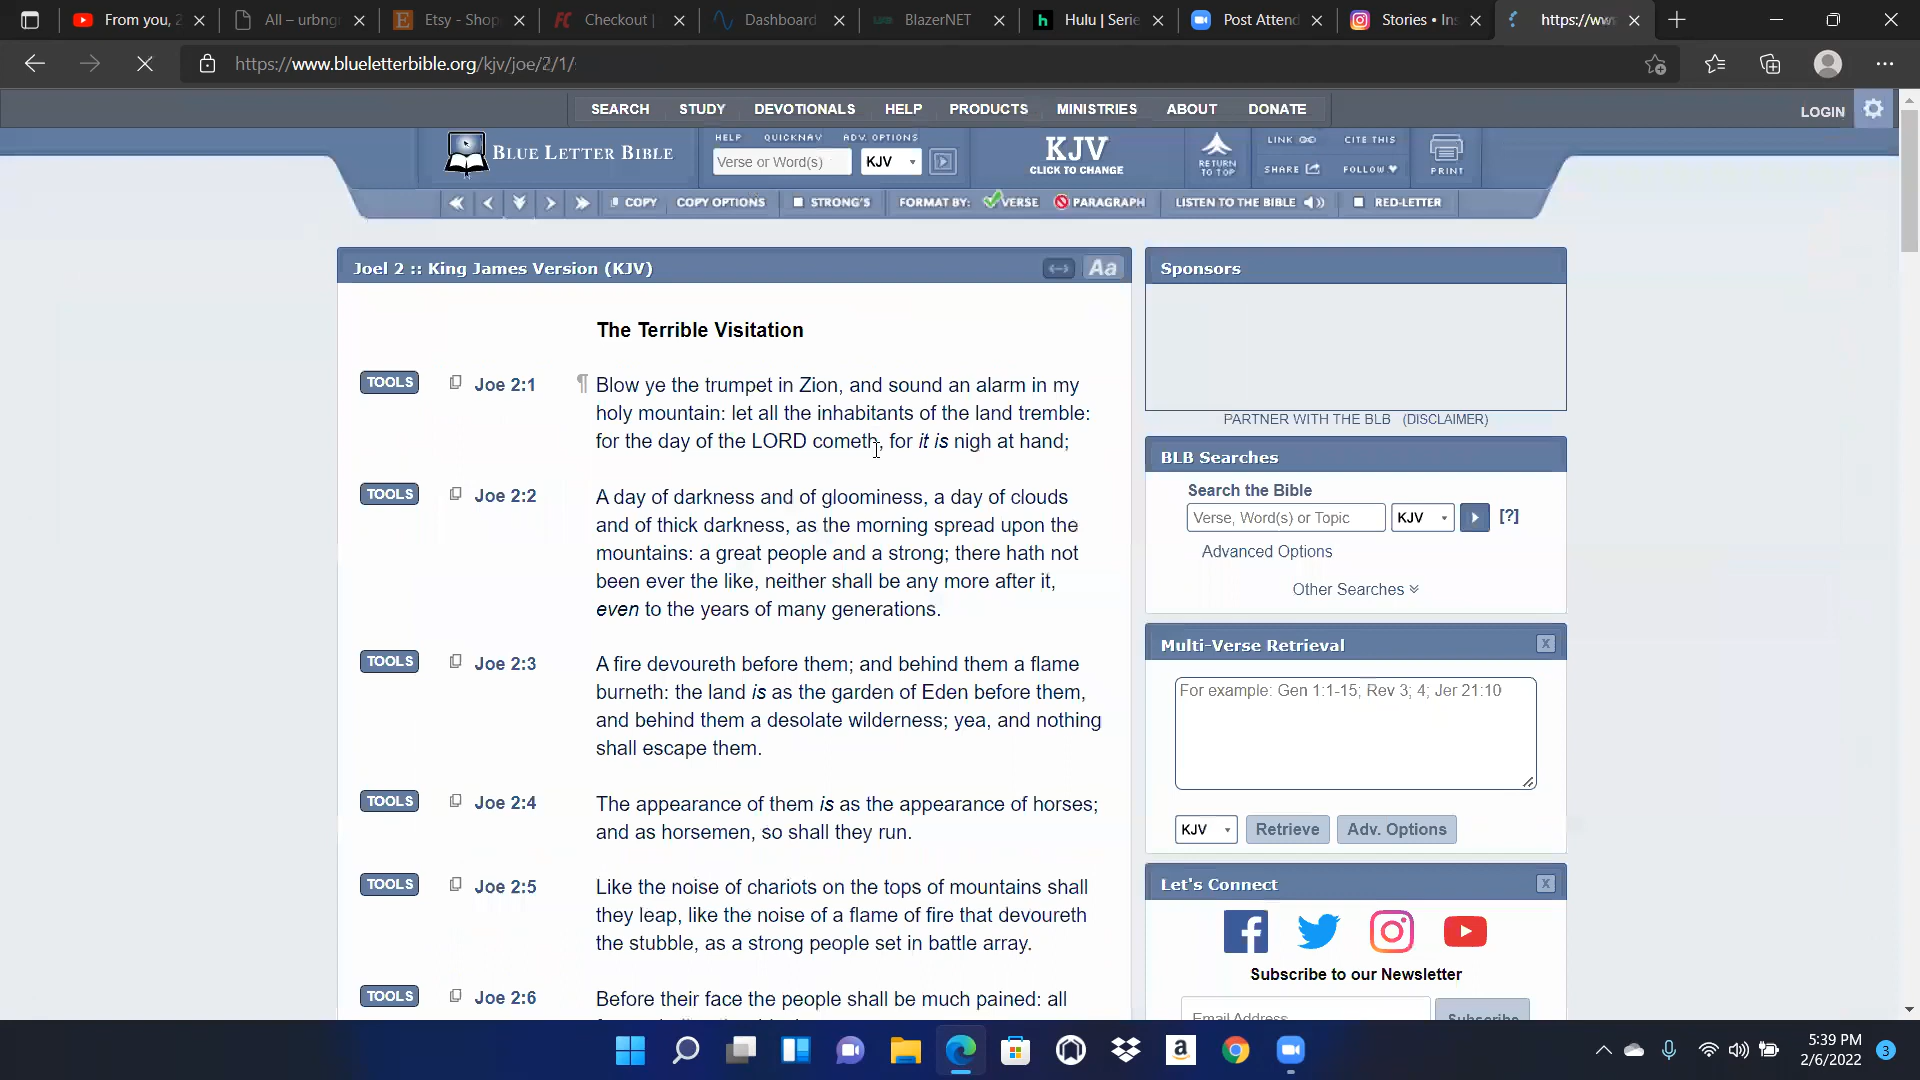 From you, 2
All – urbng
Etsy - Shop
Checkout |
Dashboard
BlazerNET
Hulu | Serie
Post Attend
Stories • Ins
https://ww
https://www.blueletterbible.org/kjv/joe/2/1/
SEARCH STUDY DEVOTIONALS HELP PRODUCTS MINISTRIES ABOUT DONATE
LOGIN
BLUE LETTER BIBLE
HELP QUICKNAV ADV. OPTIONS
Verse or Word(s) KJV
KJV
CLICK TO CHANGE
RETURN
TO TOP
LINK CITE THIS
SHARE FOLLOW
PRINT
COPY COPY OPTIONS STRONG'S FORMAT BY: VERSE PARAGRAPH LISTEN TO THE BIBLE RED-LETTER
Joel 2 :: King James Version (KJV)
Aa
The Terrible Visitation
TOOLS Joe 2:1 ¶ Blow ye the trumpet in Zion, and sound an alarm in my
holy mountain: let all the inhabitants of the land tremble:
for the day of the LORD cometh, for it is nigh at hand;
TOOLS Joe 2:2 A day of darkness and of gloominess, a day of clouds
and of thick darkness, as the morning spread upon the
mountains: a great people and a strong; there hath not
been ever the like, neither shall be any more after it,
even to the years of many generations.
TOOLS Joe 2:3 A fire devoureth before them; and behind them a flame
burneth: the land is as the garden of Eden before them,
and behind them a desolate wilderness; yea, and nothing
shall escape them.
TOOLS Joe 2:4 The appearance of them is as the appearance of horses;
and as horsemen, so shall they run.
TOOLS Joe 2:5 Like the noise of chariots on the tops of mountains shall
they leap, like the noise of a flame of fire that devoureth
the stubble, as a strong people set in battle array.
TOOLS Joe 2:6 Before their face the people shall be much pained: all
Sponsors
PARTNER WITH THE BLB (DISCLAIMER)
BLB Searches
Search the Bible
Verse, Word(s) or Topic KJV [?]
Advanced Options
Other Searches
Multi-Verse Retrieval X
For example: Gen 1:1-15; Rev 3; 4; Jer 21:10
KJV Retrieve Adv. Options
Let's Connect X
Subscribe to our Newsletter
Email Address Subscribe
5:39 PM
2/6/2022
3